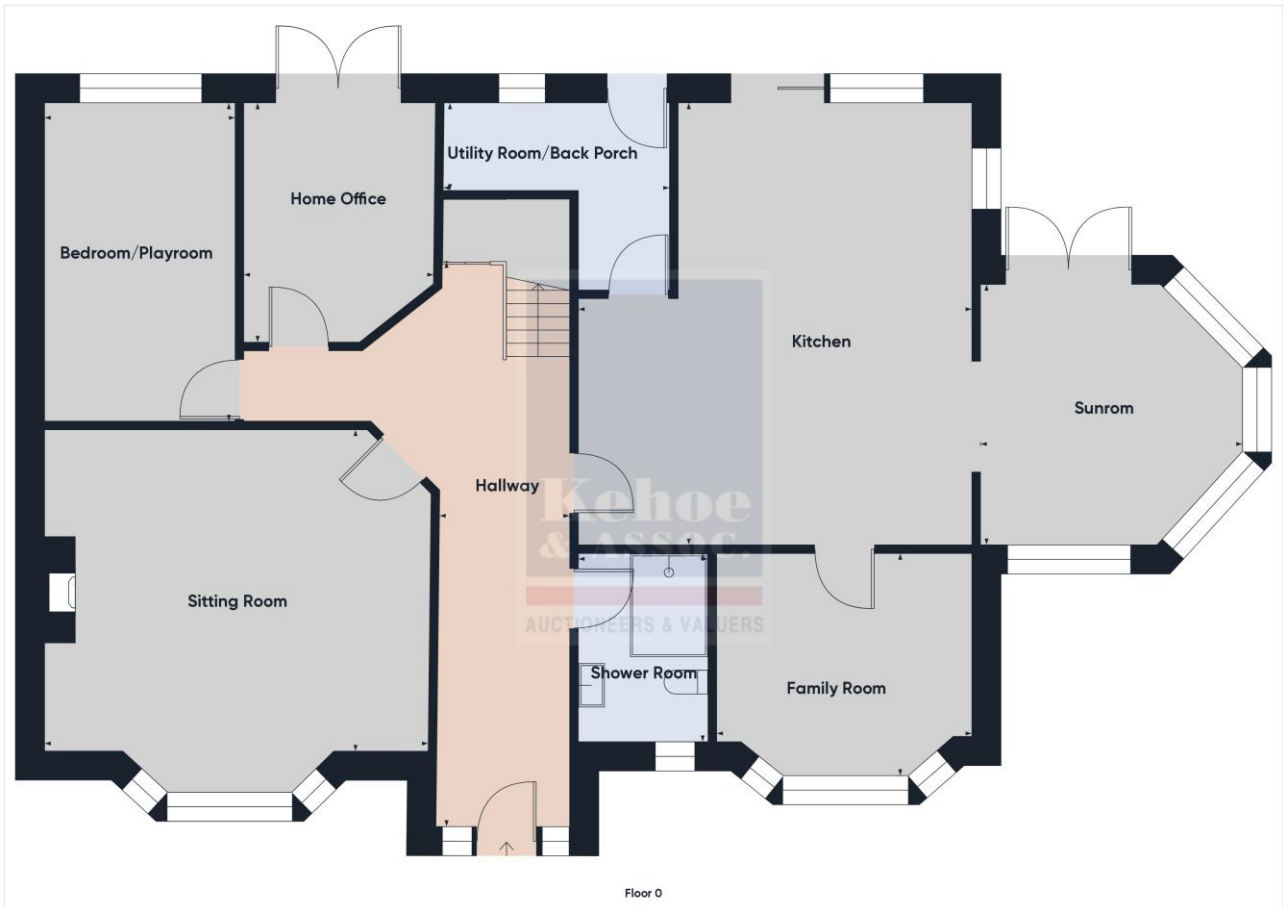 Utility Room/Back Porch
Home Office
Bedroom/Playroom
Kitchen
Sunrom
Hallway
Kehoe
& ASSOC.
AUCTIONEERS & VALUERS
Sitting Room
Shower Room
Family Room
Floor 0